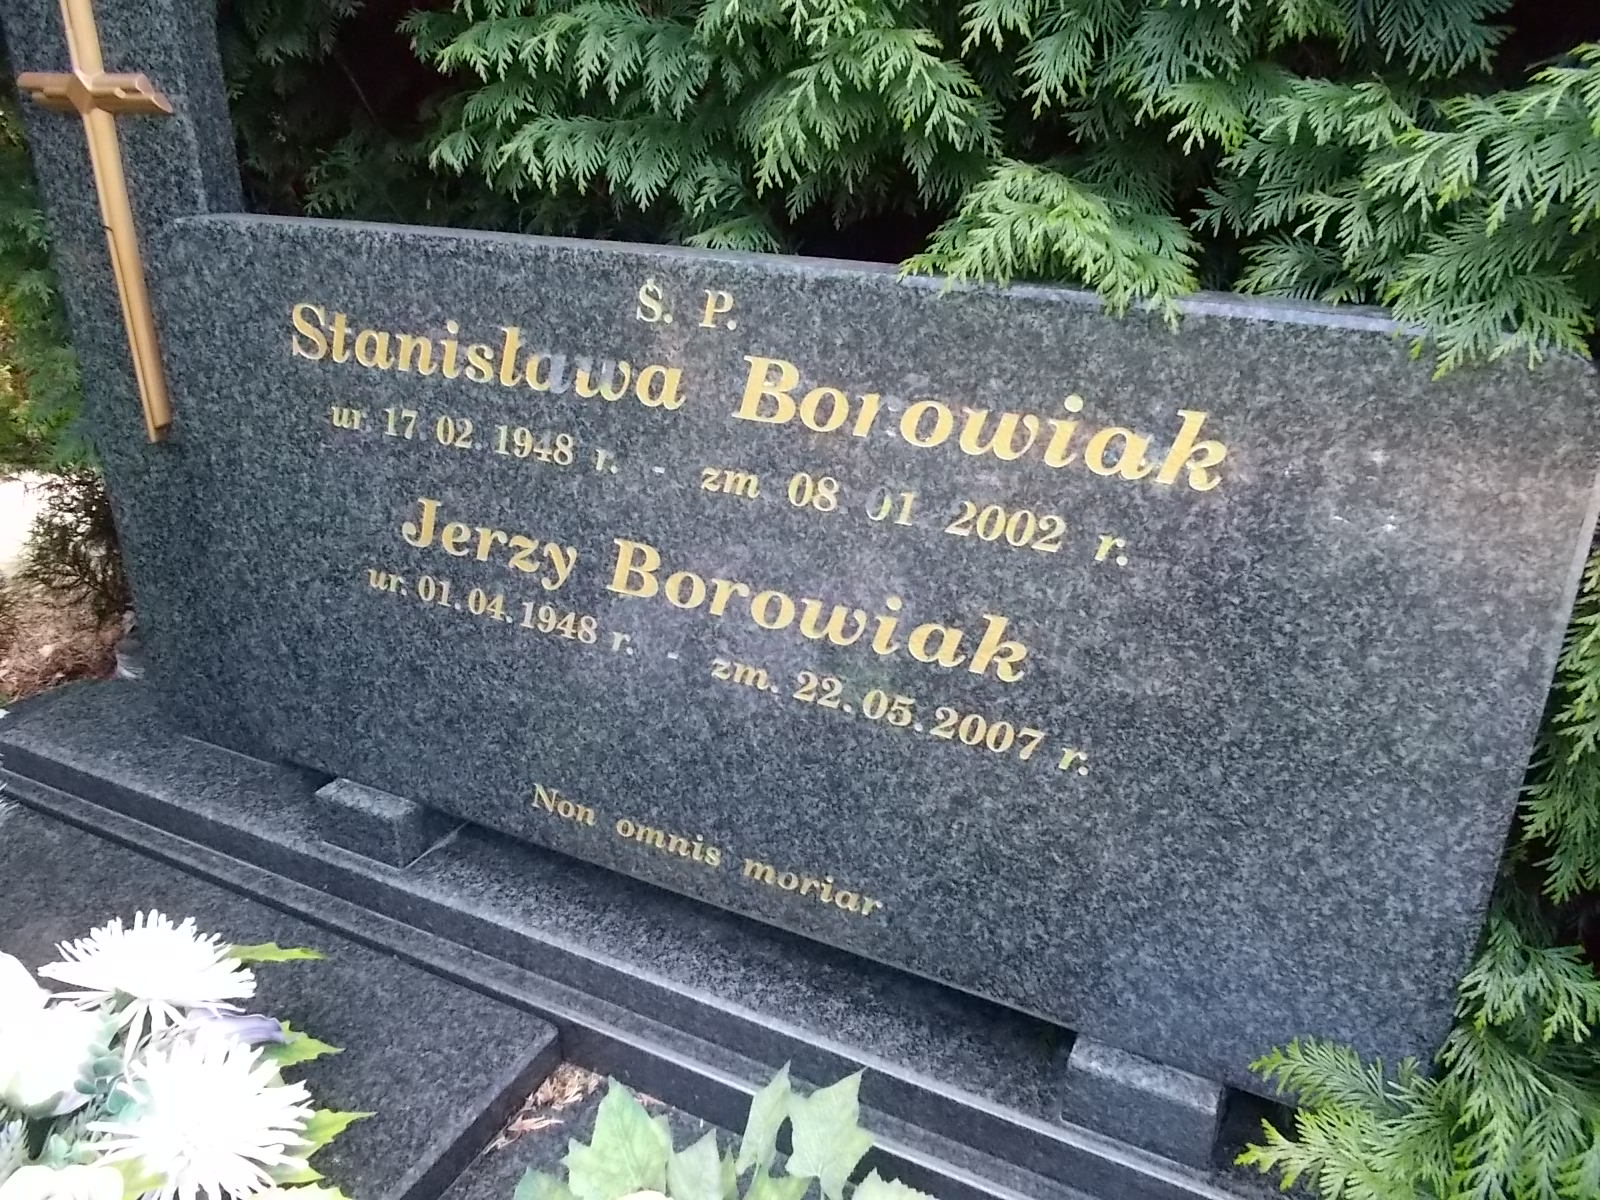 Ś. P.
Stanisława Borowiak
ur. 17 02. 1948 r. - zm 08 01 2002 r.
Jerzy Borowiak
ur. 01.04.1948 r. - zm. 22.05.2007 r.
Non omnis moriar